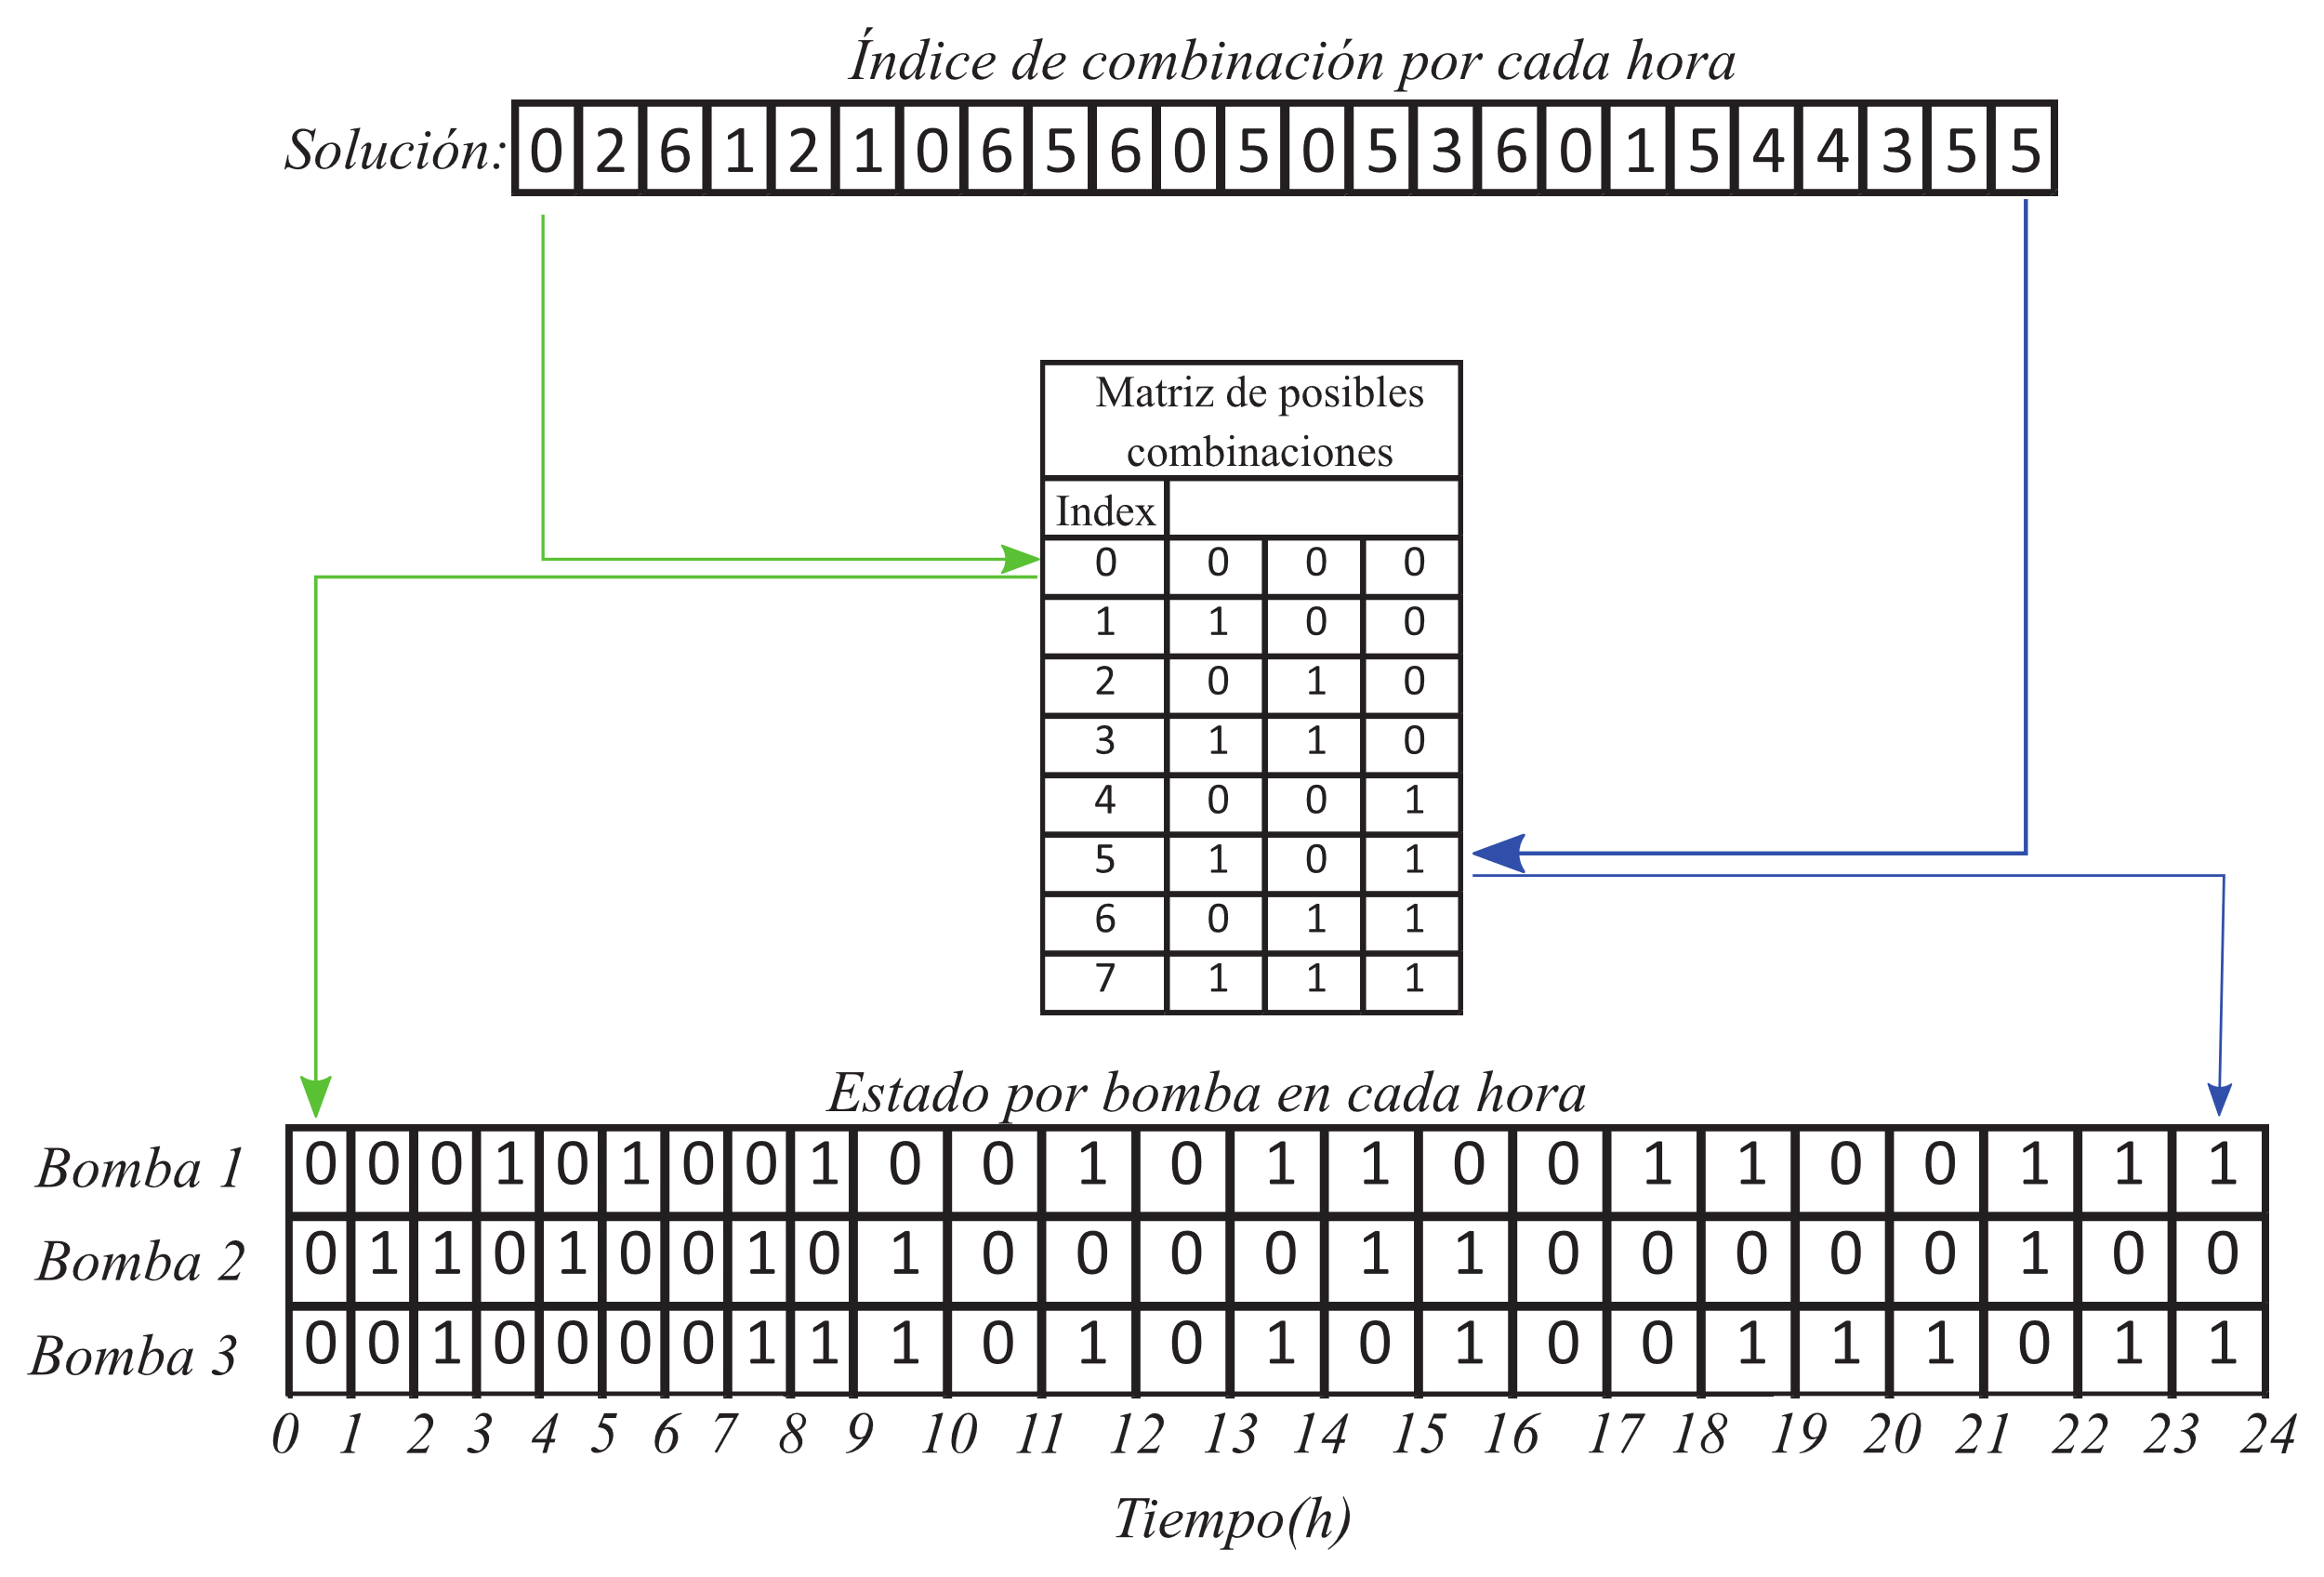 Índice de combinación por cada hora
Solución: 0 2 6 1 2 1 0 6 5 6 0 5 0 5 3 6 0 1 5 4 4 3 5 5
Matriz de posibles
combinaciones
Index
0 0 0 0
1 1 0 0
2 0 1 0
3 1 1 0
4 0 0 1
5 1 0 1
6 0 1 1
7 1 1 1
Estado por bomba en cada hora
Bomba 1 0 0 0 1 0 1 0 0 1 0 0 1 0 1 1 0 0 1 1 0 0 1 1 1
Bomba 2 0 1 1 0 1 0 0 1 0 1 0 0 0 0 1 1 0 0 0 0 0 1 0 0
Bomba 3 0 0 1 0 0 0 0 1 1 1 0 1 0 1 0 1 0 0 1 1 1 0 1 1
0 1 2 3 4 5 6 7 8 9 10 11 12 13 14 15 16 17 18 19 20 21 22 23 24
Tiempo(h)